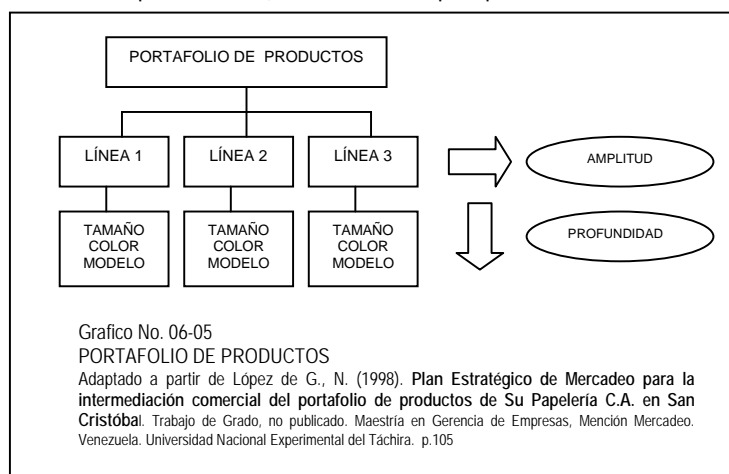 PORTAFOLIO DE PRODUCTOS
LÍNEA 1
LÍNEA 2
LÍNEA 3
AMPLITUD
TAMAÑO
COLOR
MODELO
TAMAÑO
COLOR
MODELO
TAMAÑO
COLOR
MODELO
PROFUNDIDAD
Grafico No. 06-05
PORTAFOLIO DE PRODUCTOS
Adaptado a partir de López de G., N. (1998). Plan Estratégico de Mercadeo para la
intermediación comercial del portafolio de productos de Su Papelería C.A. en San
Cristóbal. Trabajo de Grado, no publicado. Maestría en Gerencia de Empresas, Mención Mercadeo.
Venezuela. Universidad Nacional Experimental del Táchira. p.105